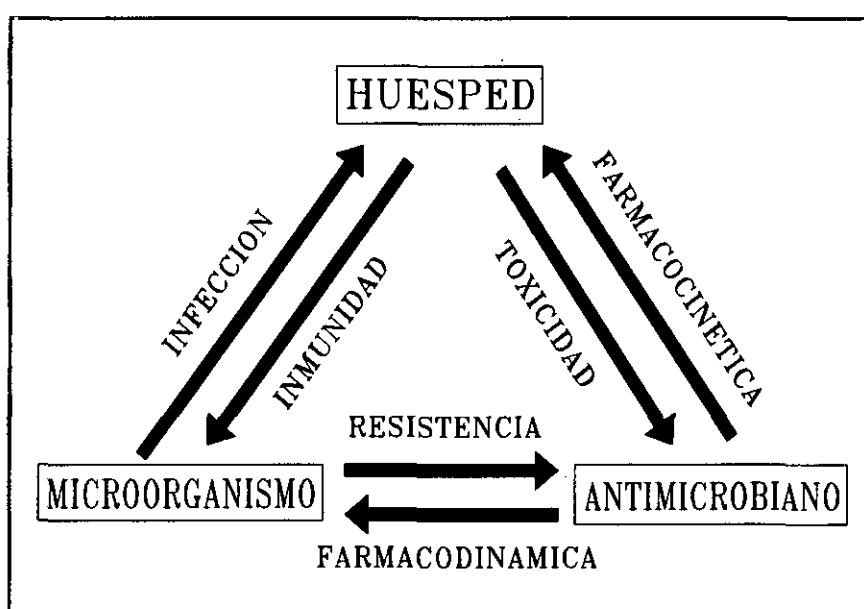 HUESPED
INFECCION
INMUNIDAD
TOXICIDAD
FARMACOCINETICA
RESISTENCIA
MICROORGANISMO
ANTIMICROBIANO
FARMACODINAMICA